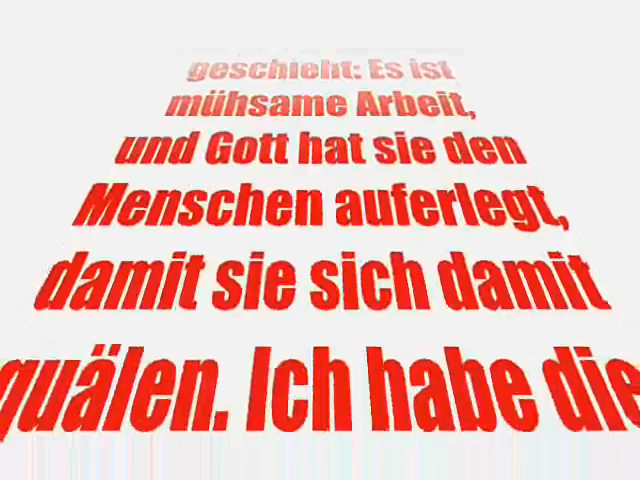 geschieht: Es ist
mühsame Arbeit,
und Gott hat sie den
Menschen auferlegt,
damit sie sich damit
quälen. Ich habe die